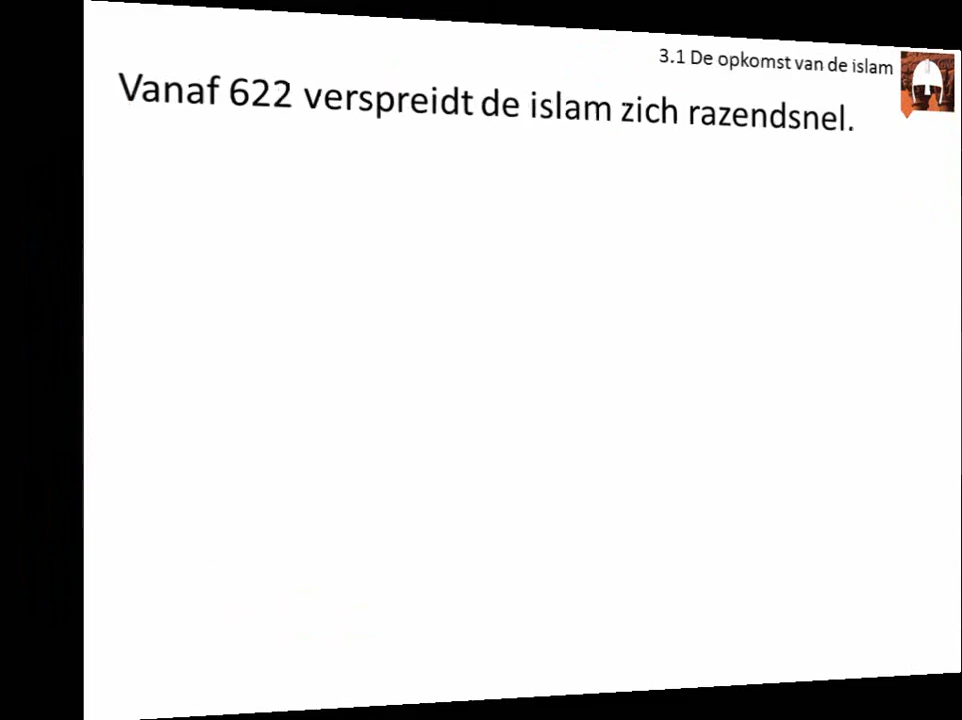 3.1 De opkomst van de islam
Vanaf 622 verspreidt de islam zich razendsnel.